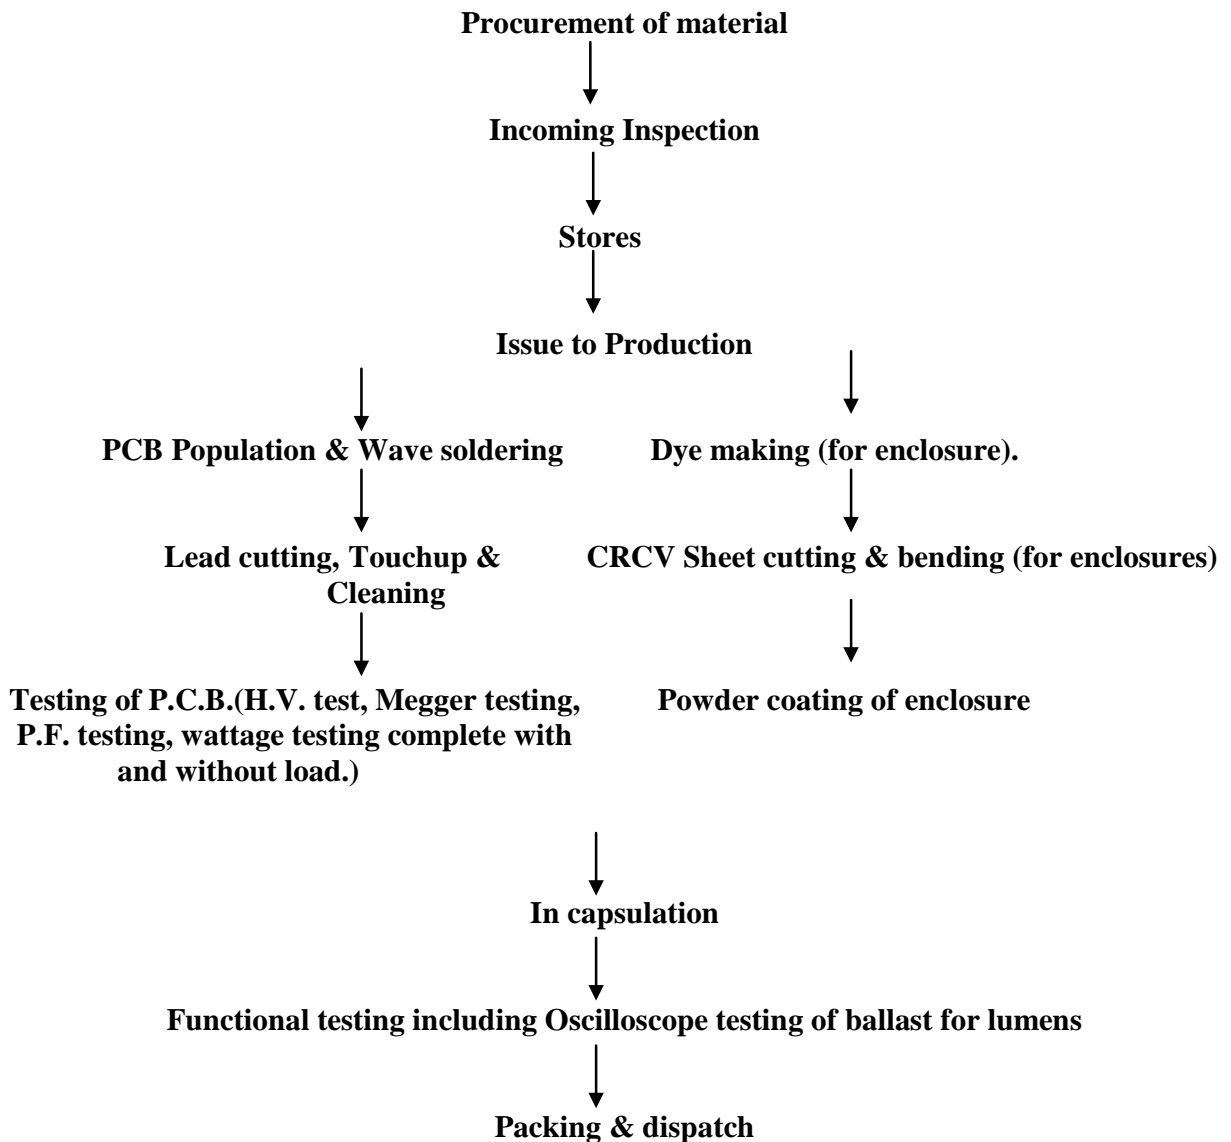 Procurement of material
Incoming Inspection
Stores
Issue to Production
PCB Population & Wave soldering
Dye making (for enclosure).
Lead cutting, Touchup &
Cleaning
CRCV Sheet cutting & bending (for enclosures)
Testing of P.C.B.(H.V. test, Megger testing,
P.F. testing, wattage testing complete with
and without load.)
Powder coating of enclosure
In capsulation
Functional testing including Oscilloscope testing of ballast for lumens
Packing & dispatch